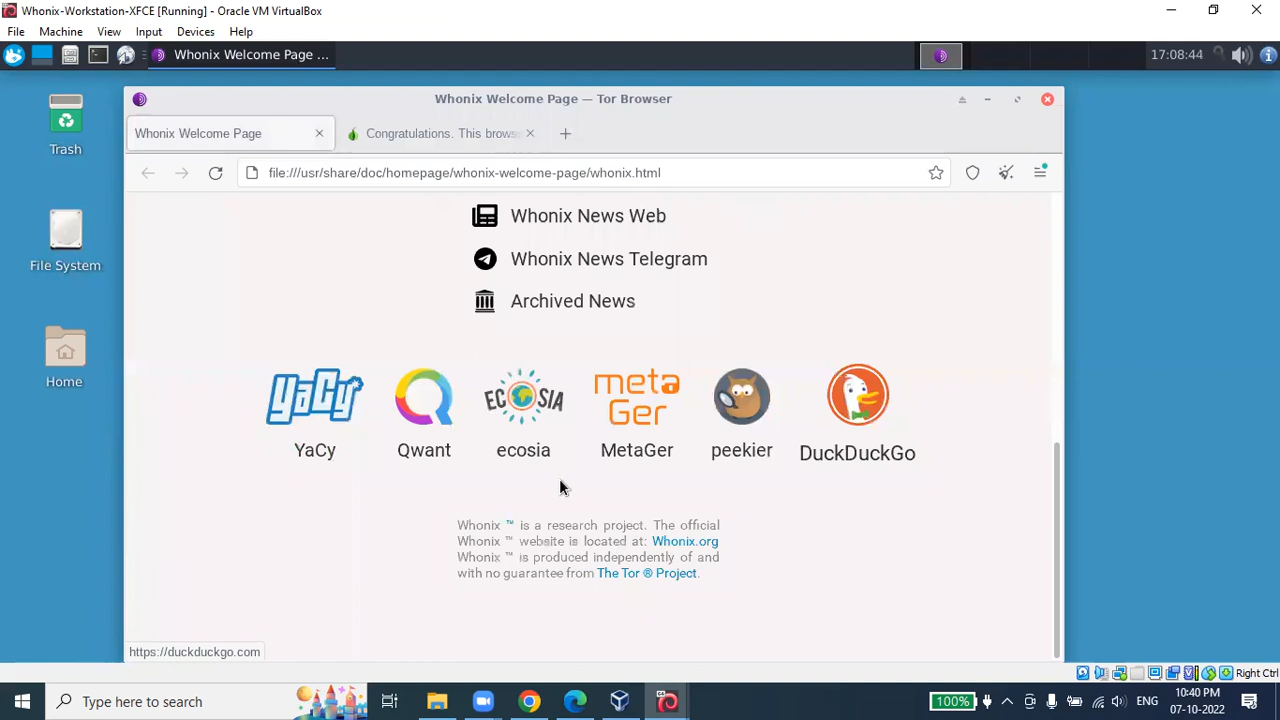 Whonix-Workstation-XFCE [Running] - Oracle VM VirtualBox
File Machine View Input Devices Help
Whonix Welcome Page ...
17:08:44
Trash
File System
Home
Whonix Welcome Page — Tor Browser
Whonix Welcome Page
Congratulations. This brows
file:///usr/share/doc/homepage/whonix-welcome-page/whonix.html
Whonix News Web
Whonix News Telegram
Archived News
YaCy ECOSIA meta
Ger
YaCy Qwant ecosia MetaGer peekier DuckDuckGo
Whonix ™ is a research project. The official
Whonix ™ website is located at: Whonix.org
Whonix ™ is produced independently of and
with no guarantee from The Tor ® Project.
https://duckduckgo.com
Right Ctrl
Type here to search
100%
ENG
10:40 PM
07-10-2022